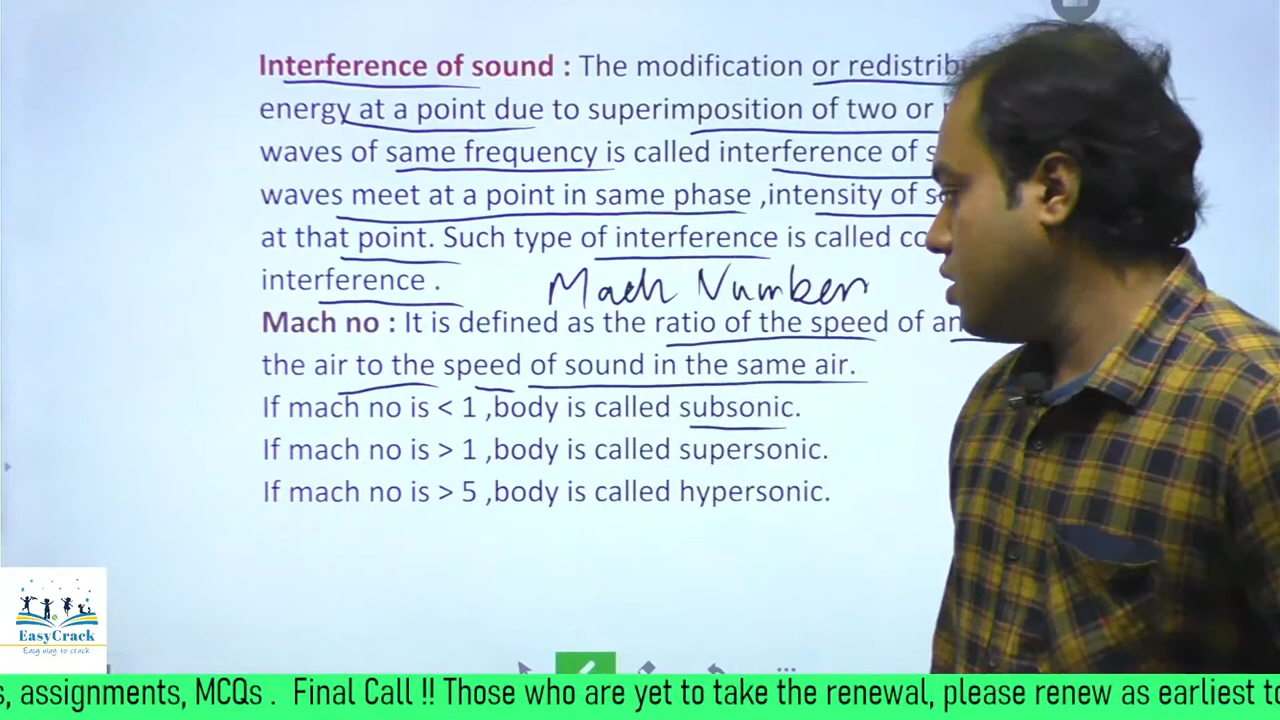 Interference of sound : The modification or redistrib
energy at a point due to superimposition of two or
waves of same frequency is called interference of s
waves meet at a point in same phase ,intensity of s
at that point. Such type of interference is called co
interference .
Mach Number
Mach no : It is defined as the ratio of the speed of an
the air to the speed of sound in the same air.
If mach no is < 1 ,body is called subsonic.
If mach no is > 1 ,body is called supersonic.
If mach no is > 5 ,body is called hypersonic.
EasyCrack
Easy way to crack
s, assignments, MCQs . Final Call !! Those who are yet to take the renewal, please renew as earliest to